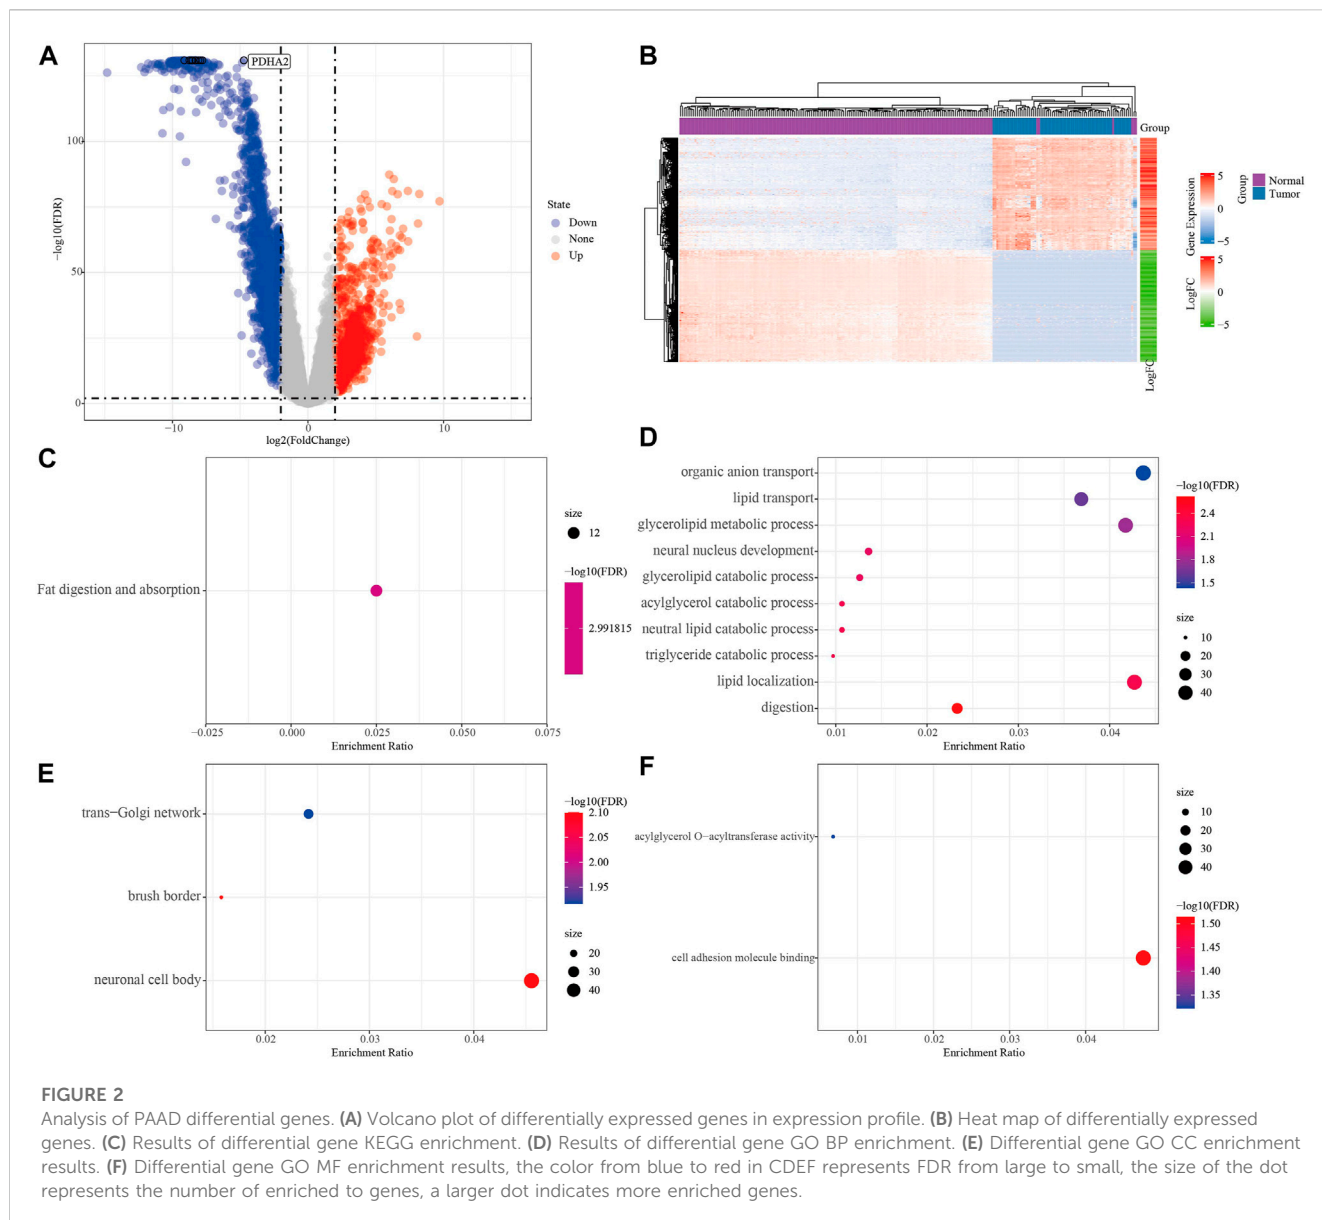 A
PDHA2
100
50
0
−log10(FDR)
−10
0
10
log2(FoldChange)
State
Down
None
Up
B
Group
LogFC
Gene Expression
5
0
−5
LogFC
5
0
−5
Group
Normal
Tumor
C
Fat digestion and absorption
−0.025
0.000
0.025
0.050
0.075
Enrichment Ratio
size
12
−log10(FDR)
2.991815
D
organic anion transport
lipid transport
glycerolipid metabolic process
neural nucleus development
glycerolipid catabolic process
acylglycerol catabolic process
neutral lipid catabolic process
triglyceride catabolic process
lipid localization
digestion
0.01
0.02
0.03
0.04
Enrichment Ratio
−log10(FDR)
2.4
2.1
1.8
1.5
size
10
20
30
40
E
trans−Golgi network
brush border
neuronal cell body
0.02
0.03
0.04
Enrichment Ratio
−log10(FDR)
2.10
2.05
2.00
1.95
size
20
30
40
F
acylglycerol O−acyltransferase activity
cell adhesion molecule binding
0.01
0.02
0.03
0.04
Enrichment Ratio
size
10
20
30
40
−log10(FDR)
1.50
1.45
1.40
1.35
FIGURE 2
Analysis of PAAD differential genes. (A) Volcano plot of differentially expressed genes in expression profile. (B) Heat map of differentially expressed
genes. (C) Results of differential gene KEGG enrichment. (D) Results of differential gene GO BP enrichment. (E) Differential gene GO CC enrichment
results. (F) Differential gene GO MF enrichment results, the color from blue to red in CDEF represents FDR from large to small, the size of the dot
represents the number of enriched to genes, a larger dot indicates more enriched genes.